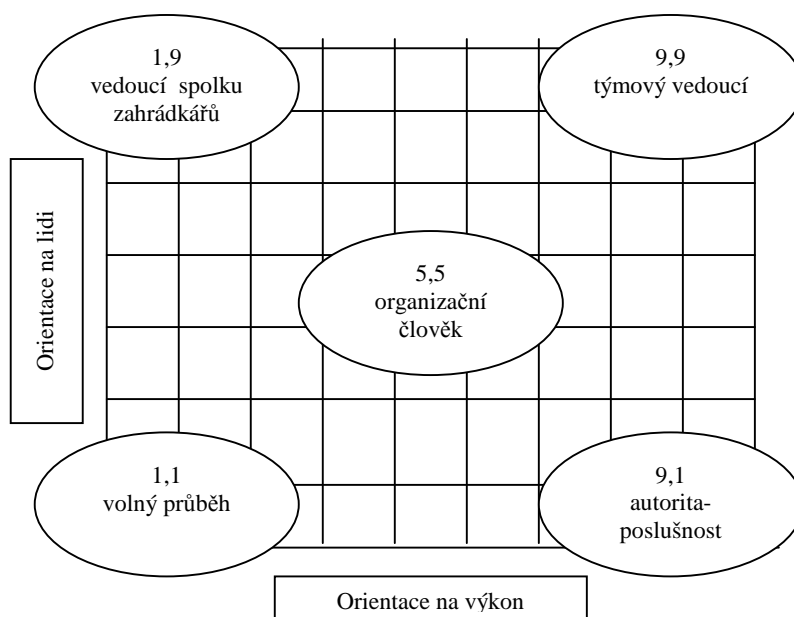 1,9
vedoucí spolku
zahrádkářů
9,9
týmový vedoucí
Orientace na lidi
5,5
organizační
člověk
1,1
volný průběh
9,1
autorita-
poslušnost
Orientace na výkon